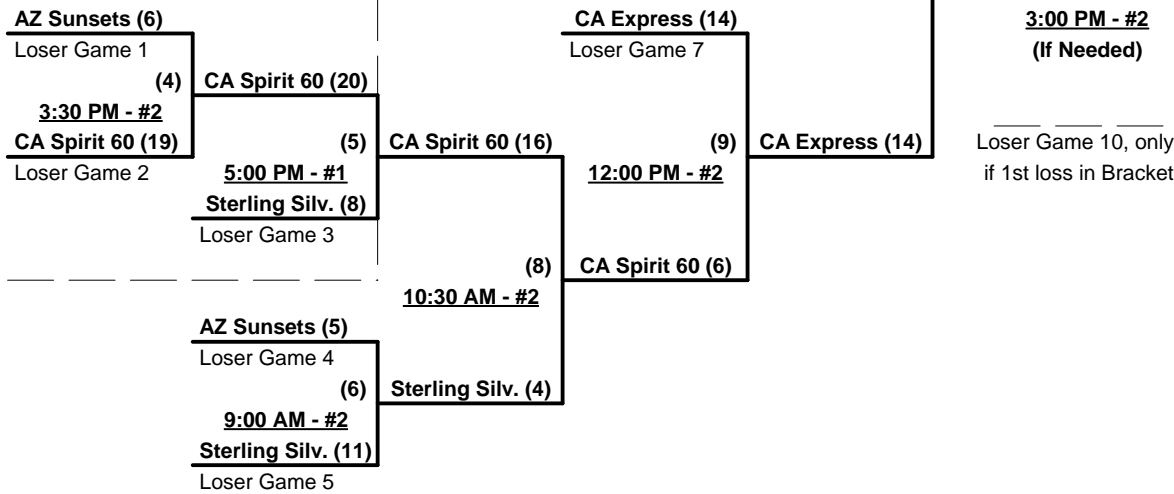 AZ Sunsets (6)
Loser Game 1
(4)
3:30 PM - #2
CA Spirit 60 (19)
Loser Game 2
CA Spirit 60 (20)
(5)
5:00 PM - #1
Sterling Silv. (8)
Loser Game 3
CA Spirit 60 (16)
(8)
10:30 AM - #2
AZ Sunsets (5)
Loser Game 4
(6)
9:00 AM - #2
Sterling Silv. (11)
Loser Game 5
Sterling Silv. (4)
CA Express (14)
Loser Game 7
(9)
12:00 PM - #2
CA Spirit 60 (6)
CA Express (14)
3:00 PM - #2
(If Needed)
Loser Game 10, only
if 1st loss in Bracket